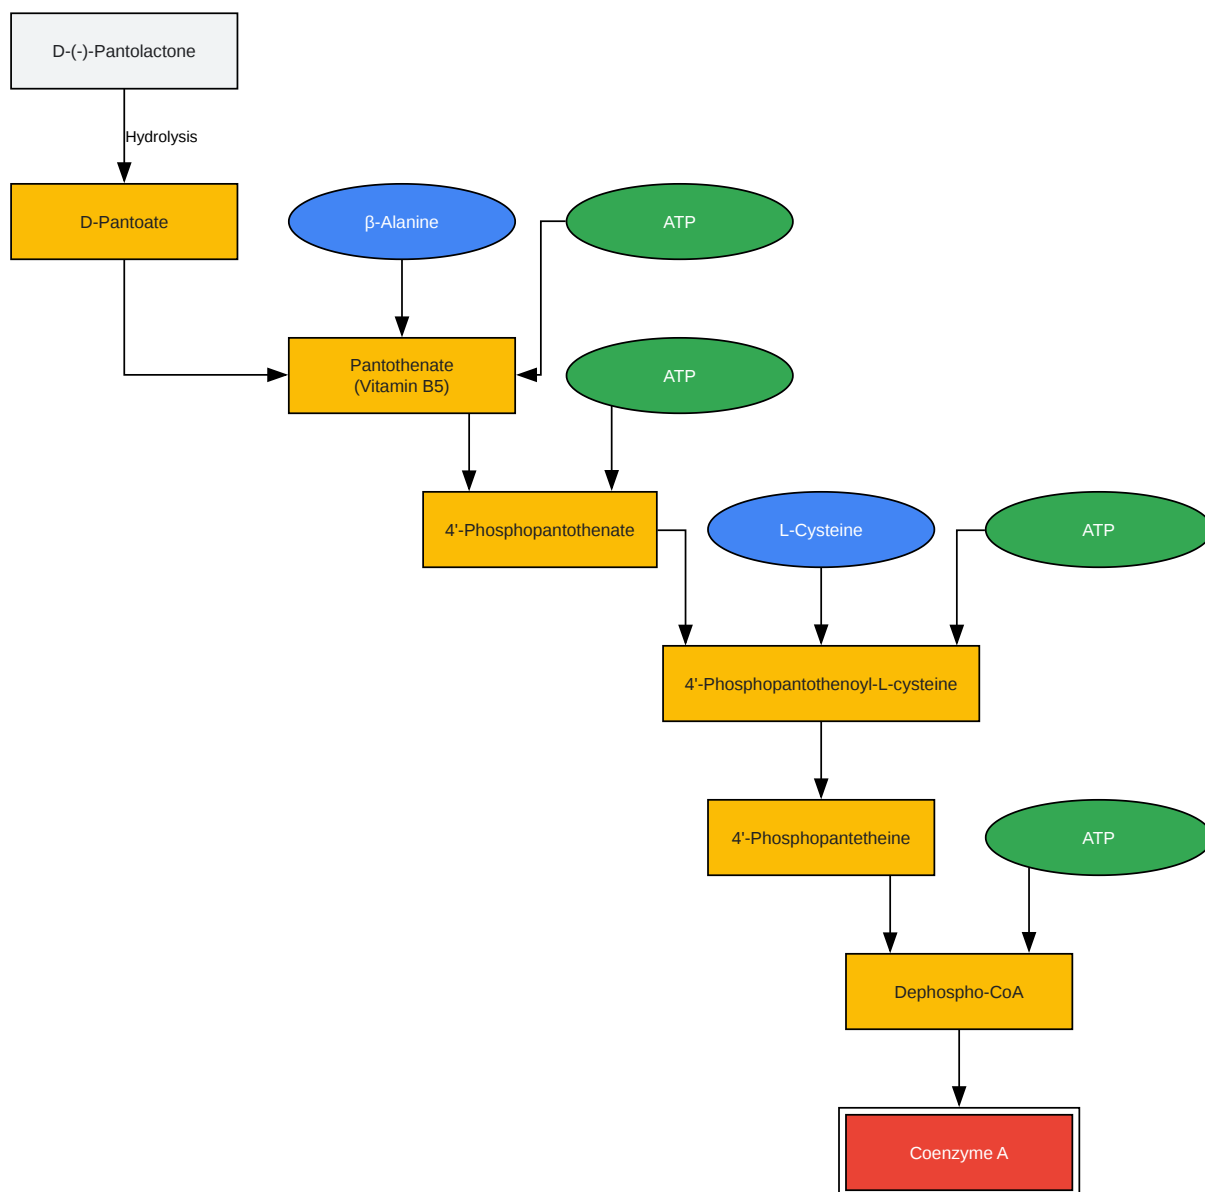 D-(-)-Pantolactone
Hydrolysis
D-Pantoate
β-Alanine
ATP
Pantothenate
(Vitamin B5)
ATP
4'-Phosphopantothenate
L-Cysteine
ATP
4'-Phosphopantothenoyl-L-cysteine
4'-Phosphopantetheine
ATP
Dephospho-CoA
Coenzyme A